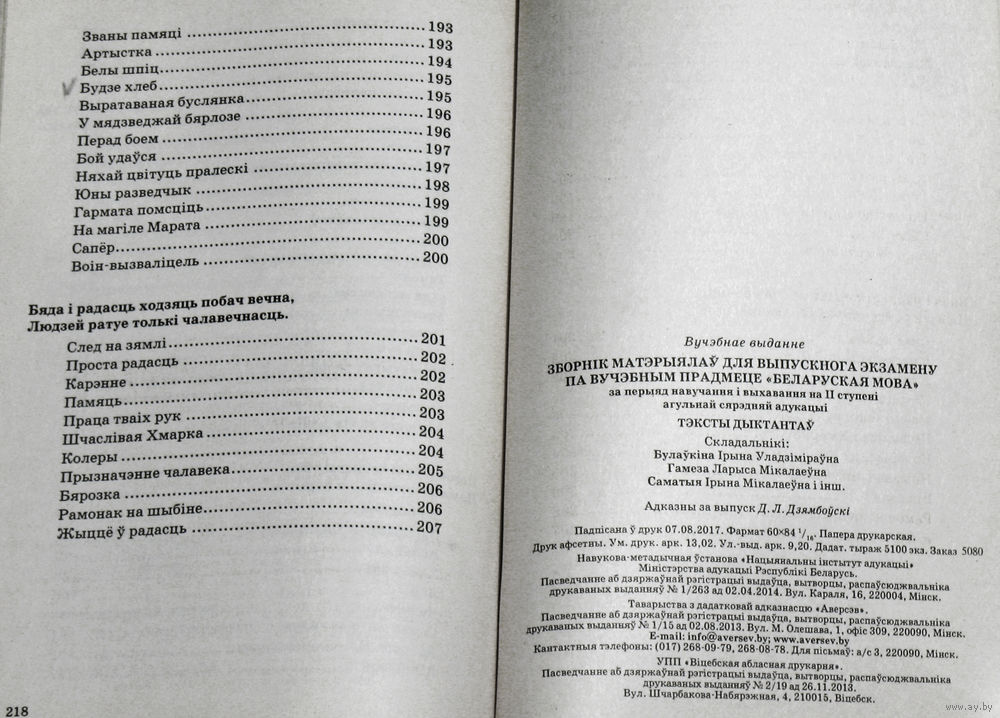 Званы памяці ........ 193
Артыстка ........ 193
Белы шпіц ........ 194
Будзе хлеб ........ 195
Выратаваная буслянка ........ 195
У мядзведжай бярлозе ........ 196
Перад боем ........ 196
Бой удаўся ........ 197
Няхай цвітуць пралескі ........ 197
Юны разведчык ........ 198
Гармата помсціць ........ 199
На магіле Марата ........ 199
Сапёр ........ 200
Воін-вызваліцель ........ 200
Бяда і радасць ходзяць побач вечна,
Людзей ратуе толькі чалавечнасць.
След на зямлі ........ 201
Проста радасць ........ 202
Карэнне ........ 202
Памяць ........ 203
Праца тваіх рук ........ 203
Шчаслівая Хмарка ........ 204
Колеры ........ 204
Прызначэнне чалавека ........ 205
Бярозка ........ 206
Рамонак на шыбіне ........ 206
Жыццё ў радасць ........ 207
218
Вучэбнае выданне
ЗБОРНІК МАТЭРЫЯЛАЎ ДЛЯ ВЫПУСКНОГА ЭКЗАМЕНУ
ПА ВУЧЭБНЫМ ПРАДМЕЦЕ «БЕЛАРУСКАЯ МОВА»
за перыяд навучання і выхавання на II ступені
агульнай сярэдняй адукацыі
ТЭКСТЫ ДЫКТАНТАЎ
Складальнікі:
Булаўкіна Ірына Уладзіміраўна
Гамеза Ларыса Мікалаеўна
Саматыя Ірына Мікалаеўна і інш.
Адказны за выпуск Д. Л. Дзямбоўскі
Падпісана ў друк 07.08.2017. Фармат 60×84 1/16. Папера друкарская.
Друк афсетны. Ум. друк. арк. 13,02. Ул.-выд. арк. 9,20. Дадат. тыраж 5100 экз. Заказ 5080
Навукова-метадычная ўстанова «Нацыянальны інстытут адукацыі»
Міністэрства адукацыі Рэспублікі Беларусь.
Пасведчанне аб дзяржаўнай рэгістрацыі выдаўца, вытворцы, распаўсюджвальніка
друкаваных выданняў № 1/263 ад 02.04.2014. Вул. Караля, 16, 220004, Мінск.
Таварыства з дадатковай адказнасцю «Аверсэв».
Пасведчанне аб дзяржаўнай рэгістрацыі выдаўца, вытворцы, распаўсюджвальніка
друкаваных выданняў № 1/15 ад 02.08.2013. Вул. М. Олешава, 1, офіс 309, 220090, Мінск.
E-mail: info@aversev.by; www.aversev.by
Кантактныя тэлефоны: (017) 268-09-79, 268-08-78. Для пісьмаў: а/с 3, 220090, Мінск.
УПП «Віцебская абласная друкарня».
Пасведчанне аб дзяржаўнай рэгістрацыі выдаўца, вытворцы, распаўсюджвальніка
друкаваных выданняў № 2/19 ад 26.11.2013.
Вул. Шчарбакова-Набярэжная, 4, 210015, Віцебск.
www.ay.by